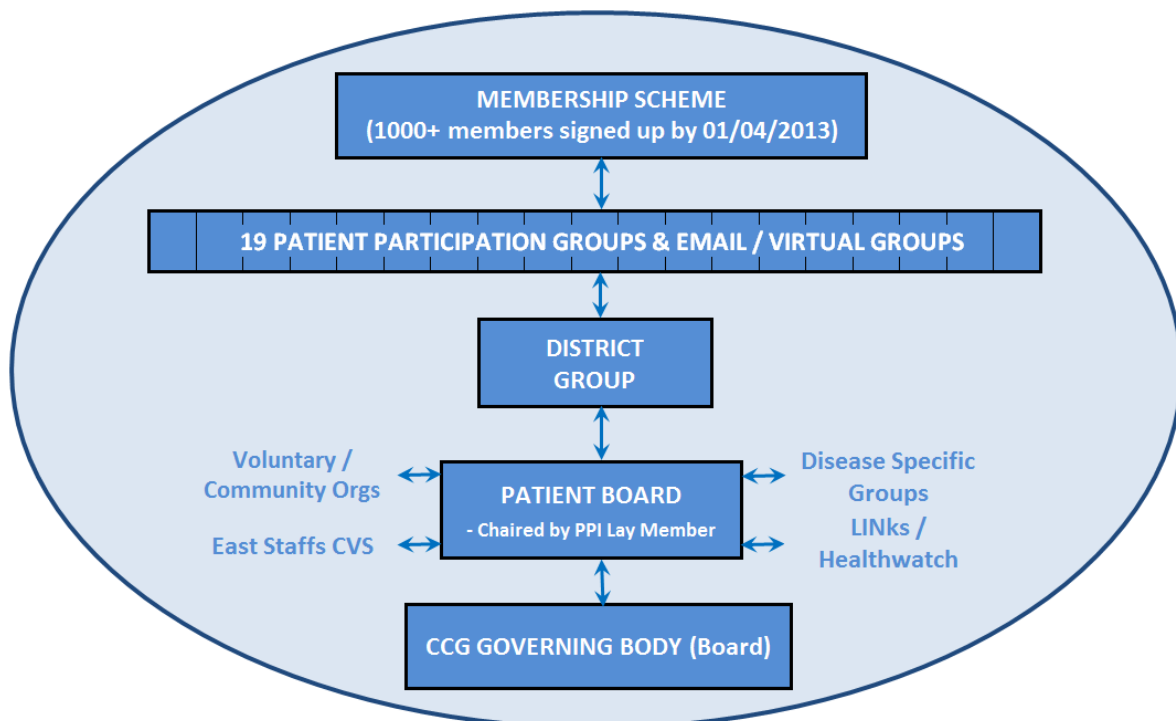 MEMBERSHIP SCHEME
(1000+ members signed up by 01/04/2013)
19 PATIENT PARTICIPATION GROUPS & EMAIL / VIRTUAL GROUPS
DISTRICT
GROUP
Voluntary /
Community Orgs
East Staffs CVS
PATIENT BOARD
- Chaired by PPI Lay Member
Disease Specific
Groups
LINks /
Healthwatch
CCG GOVERNING BODY (Board)